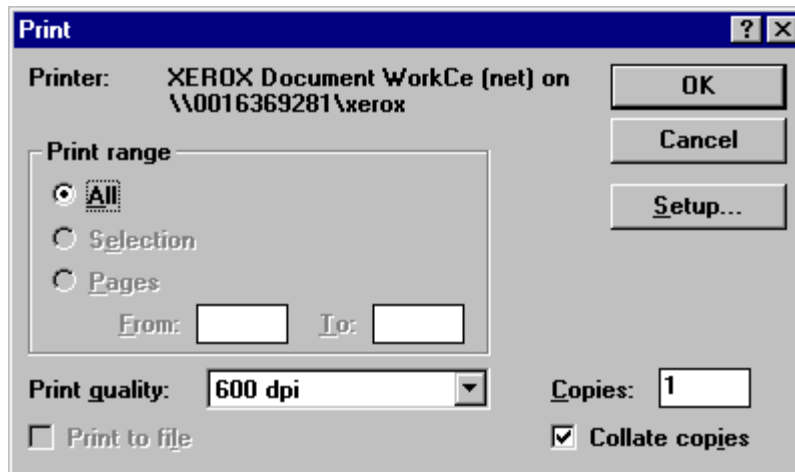 Print
Printer: XEROX Document WorkCe (net) on
\\0016369281\xerox
OK
Cancel
Setup...
Print range
All
Selection
Pages
From: To:
Print quality: 600 dpi
Copies: 1
Print to file
Collate copies